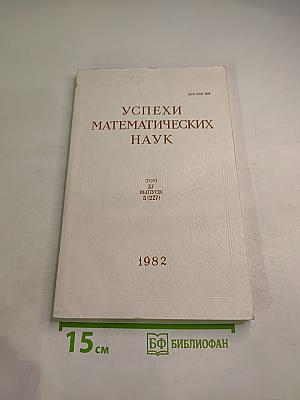 УСПЕХИ
МАТЕМАТИЧЕСКИХ
НАУК
ТОМ
37
ВЫПУСК
5 (227)
1982
15 см
БФ БИБЛИОФАН